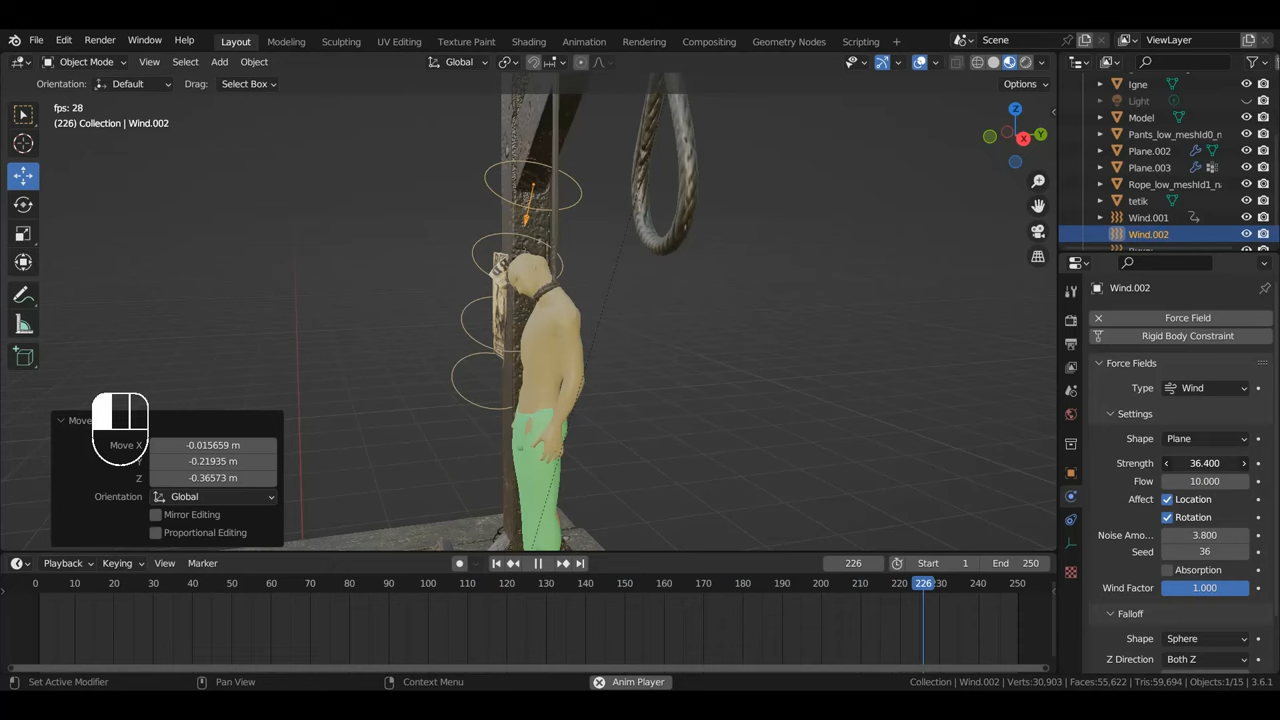 File Edit Render Window Help Layout Modeling Sculpting UV Editing Texture Paint Shading Animation Rendering Compositing Geometry Nodes Scripting + Scene ViewLayer
Object Mode View Select Add Object Global
Orientation: Default Drag: Select Box Options
fps: 28
(226) Collection | Wind.002
Z
Y
X
Igne
Light
Model
Pants_low_meshId0_n
Plane.002
Plane.003
Rope_low_meshId1_n
tetik
Wind.001
Wind.002
Wind.002
Force Field
Rigid Body Constraint
Force Fields
Type Wind
Settings
Shape Plane
Strength 36.400
Flow 10.000
Affect Location
Rotation
Noise Amo... 3.800
Seed 36
Absorption
Wind Factor 1.000
Falloff
Shape Sphere
Z Direction Both Z
Move
Move X -0.015659 m
-0.21935 m
Z -0.36573 m
Orientation Global
Mirror Editing
Proportional Editing
Playback Keying View Marker 226 Start 1 End 250
0 10 20 30 40 50 60 70 80 90 100 110 120 130 140 150 160 170 180 190 200 210 220 226 230 240 250
Set Active Modifier Pan View Context Menu Anim Player Collection | Wind.002 | Verts:30,903 | Faces:55,622 | Tris:59,694 | Objects:1/15 | 3.6.1